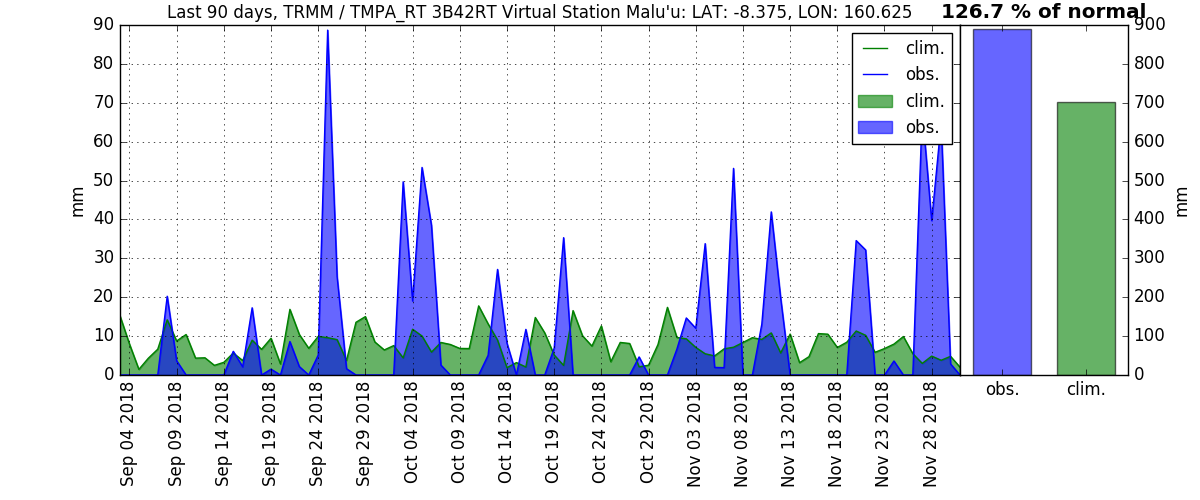 Last 90 days, TRMM / TMPA_RT 3B42RT Virtual Station Malu'u: LAT: -8.375, LON: 160.625
126.7 % of normal
90
80
70
60
50
40
30
20
10
0
mm
clim.
obs.
clim.
obs.
900
800
700
600
500
400
300
200
100
0
mm
Sep 04 2018
Sep 09 2018
Sep 14 2018
Sep 19 2018
Sep 24 2018
Sep 29 2018
Oct 04 2018
Oct 09 2018
Oct 14 2018
Oct 19 2018
Oct 24 2018
Oct 29 2018
Nov 03 2018
Nov 08 2018
Nov 13 2018
Nov 18 2018
Nov 23 2018
Nov 28 2018
obs.
clim.